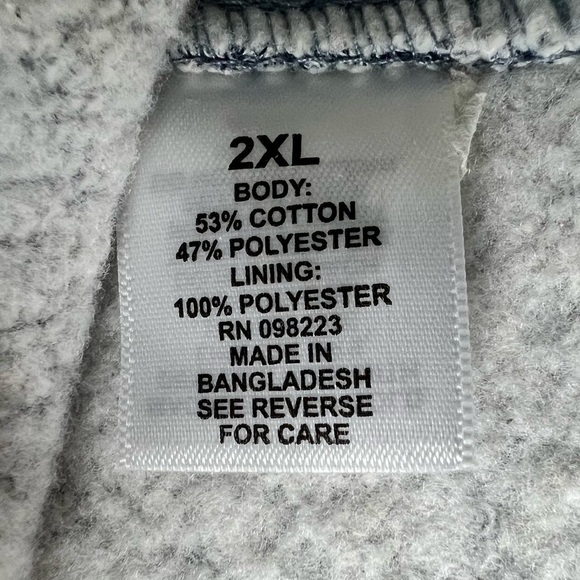 2XL
BODY:
53% COTTON
47% POLYESTER
LINING:
100% POLYESTER
RN 098223
MADE IN
BANGLADESH
SEE REVERSE
FOR CARE